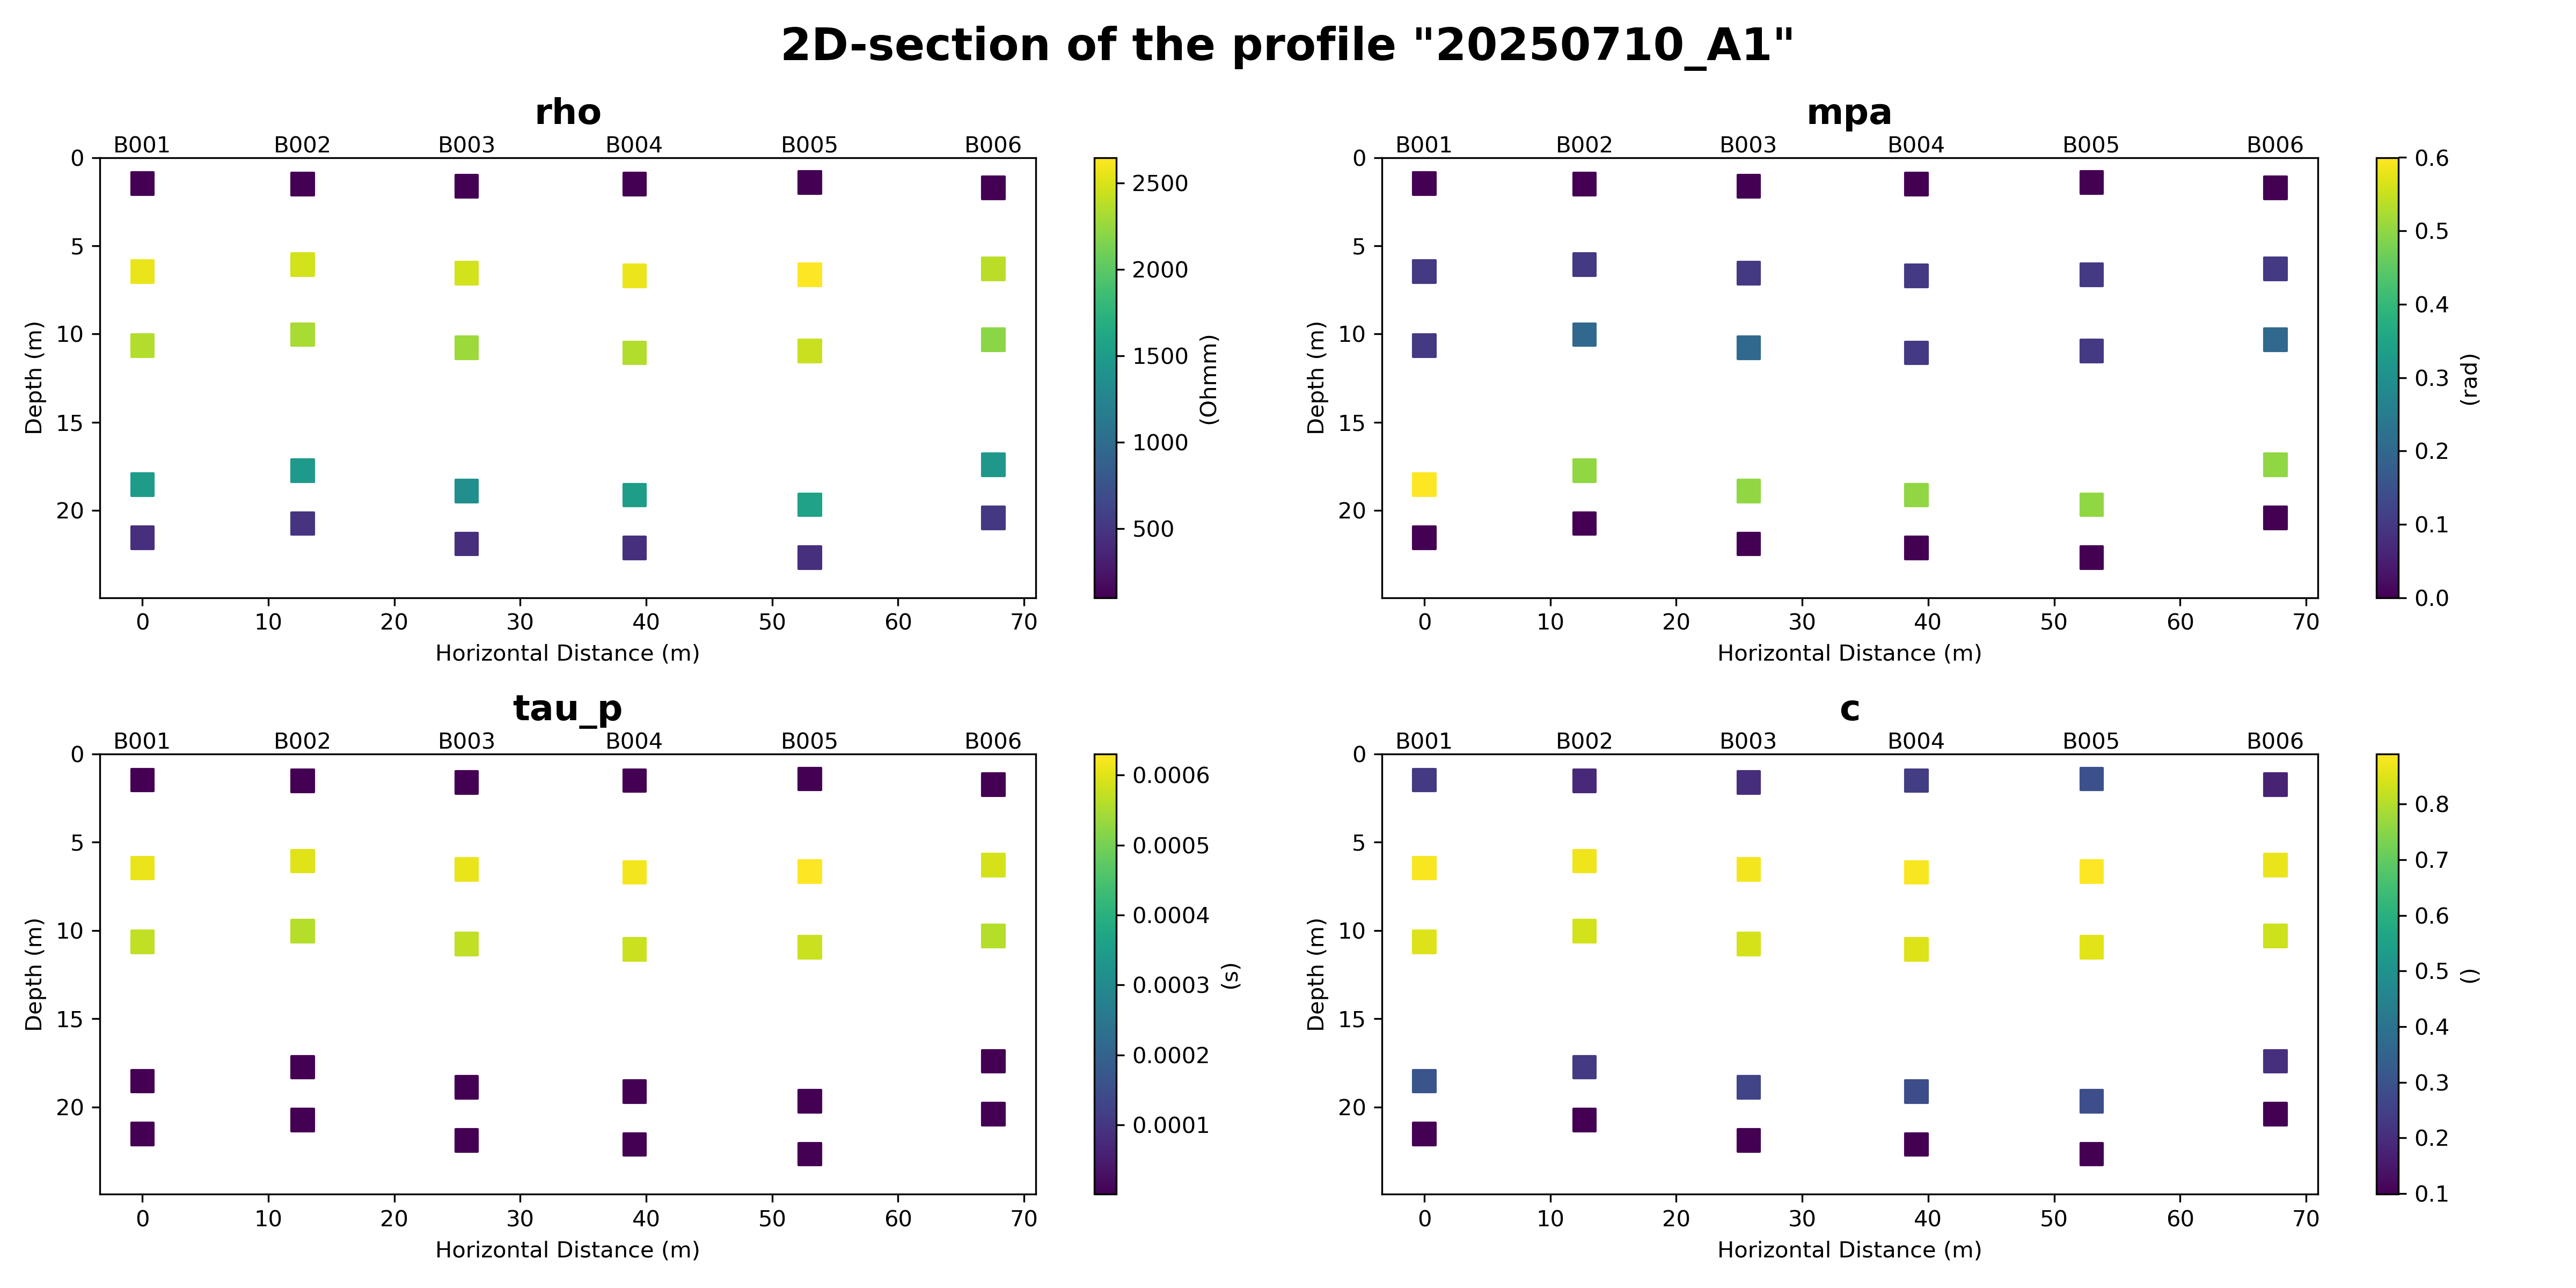 2D-section of the profile "20250710_A1"
rho
B001 B002 B003 B004 B005 B006
0
5
10
15
20
Depth (m)
0 10 20 30 40 50 60 70
Horizontal Distance (m)
2500
2000
1500
1000
500
(Ohmm)
mpa
B001 B002 B003 B004 B005 B006
0
5
10
15
20
Depth (m)
0 10 20 30 40 50 60 70
Horizontal Distance (m)
0.6
0.5
0.4
0.3
0.2
0.1
0.0
(rad)
tau_p
B001 B002 B003 B004 B005 B006
0
5
10
15
20
Depth (m)
0 10 20 30 40 50 60 70
Horizontal Distance (m)
0.0006
0.0005
0.0004
0.0003
0.0002
0.0001
(s)
c
B001 B002 B003 B004 B005 B006
0
5
10
15
20
Depth (m)
0 10 20 30 40 50 60 70
Horizontal Distance (m)
0.8
0.7
0.6
0.5
0.4
0.3
0.2
0.1
()